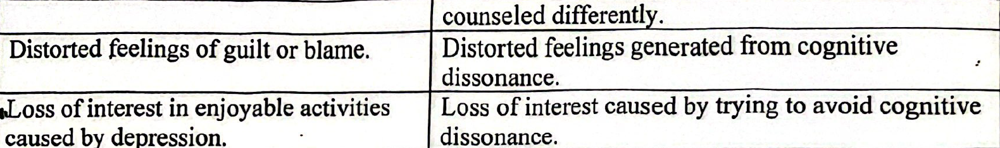 counseled differently.
Distorted feelings of guilt or blame.
Distorted feelings generated from cognitive
dissonance.
Loss of interest in enjoyable activities
caused by depression.
Loss of interest caused by trying to avoid cognitive
dissonance.